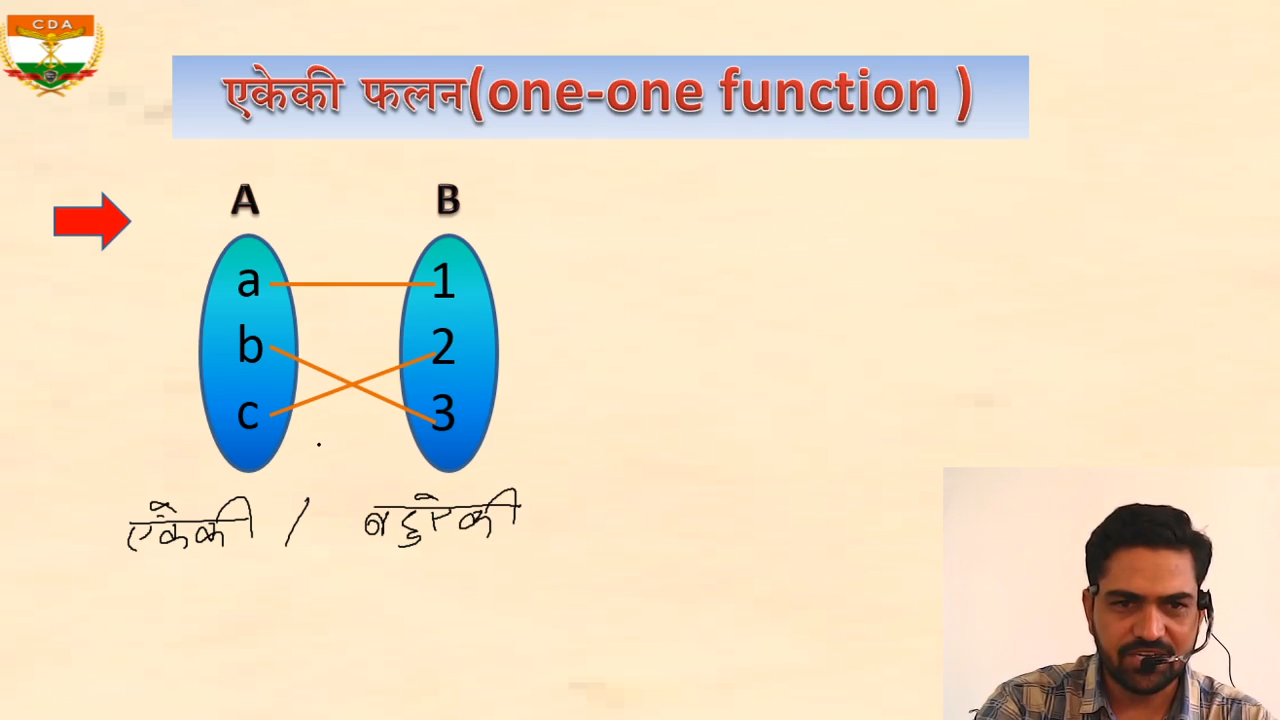 CDA
एकेकी फलन(one-one function )
A B
a 1
b 2
c 3
एकैकी / बहुएकी